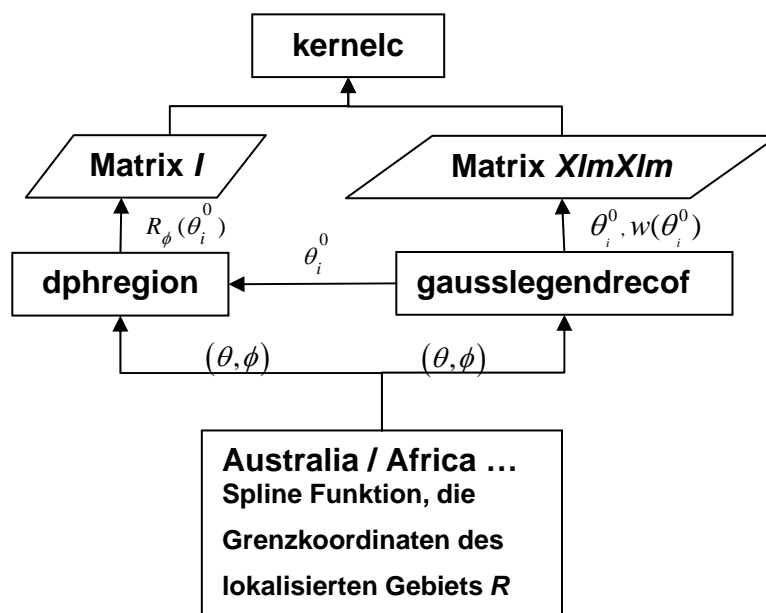 kernelc
Matrix I
Matrix XlmXlm
R_ϕ(θ_i^0)
θ_i^0
θ_i^0, w(θ_i^0)
dphregion
gausslegendrecof
(θ,ϕ)
(θ,ϕ)
Australia / Africa ...
Spline Funktion, die
Grenzkoordinaten des
lokalisierten Gebiets R